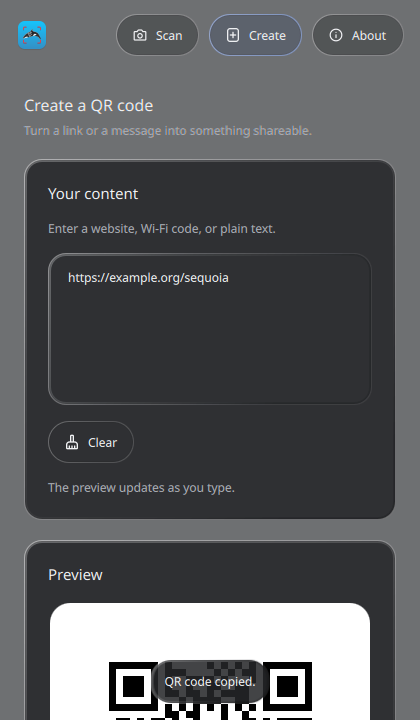 Scan
Create
About
Create a QR code
Turn a link or a message into something shareable.
Your content
Enter a website, Wi-Fi code, or plain text.
https://example.org/sequoia
Clear
The preview updates as you type.
Preview
QR code copied.